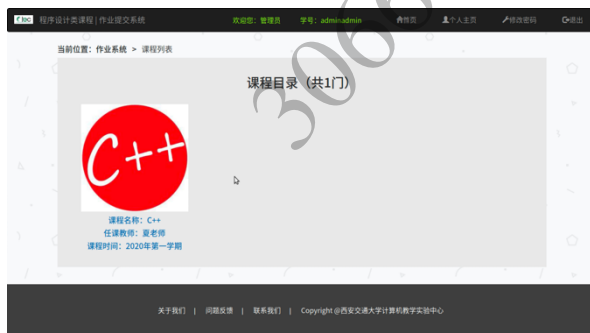 程序设计类课程 | 作业提交系统 欢迎您：管理员 学号：adminadmin 首页 个人主页 修改密码 退出
当前位置：作业系统 > 课程列表
课程目录（共1门）
C++
课程名称：C++
任课教师：夏老师
课程时间：2020年第一学期
关于我们 | 问题反馈 | 联系我们 | Copyright @西安交通大学计算机教学实验中心